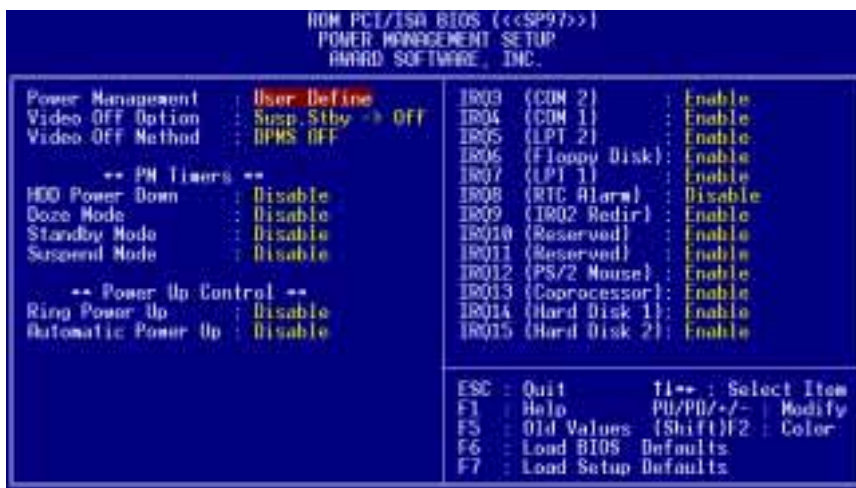 ROM PCI/ISA BIOS (<<SP97>>)
POWER MANAGEMENT SETUP
AWARD SOFTWARE, INC.
Power Management : User Define
Video Off Option : Susp,Stby -> Off
Video Off Method : DPMS OFF
** PM Timers **
HDD Power Down : Disable
Doze Mode : Disable
Standby Mode : Disable
Suspend Mode : Disable
** Power Up Control **
Ring Power Up : Disable
Automatic Power Up : Disable
IRQ3 (COM 2) : Enable
IRQ4 (COM 1) : Enable
IRQ5 (LPT 2) : Enable
IRQ6 (Floppy Disk): Enable
IRQ7 (LPT 1) : Enable
IRQ8 (RTC Alarm) : Disable
IRQ9 (IRQ2 Redir) : Enable
IRQ10 (Reserved) : Enable
IRQ11 (Reserved) : Enable
IRQ12 (PS/2 Mouse) : Enable
IRQ13 (Coprocessor): Enable
IRQ14 (Hard Disk 1): Enable
IRQ15 (Hard Disk 2): Enable
ESC : Quit ↑↓→← : Select Item
F1 : Help PU/PD/+/- : Modify
F5 : Old Values (Shift)F2 : Color
F6 : Load BIOS Defaults
F7 : Load Setup Defaults